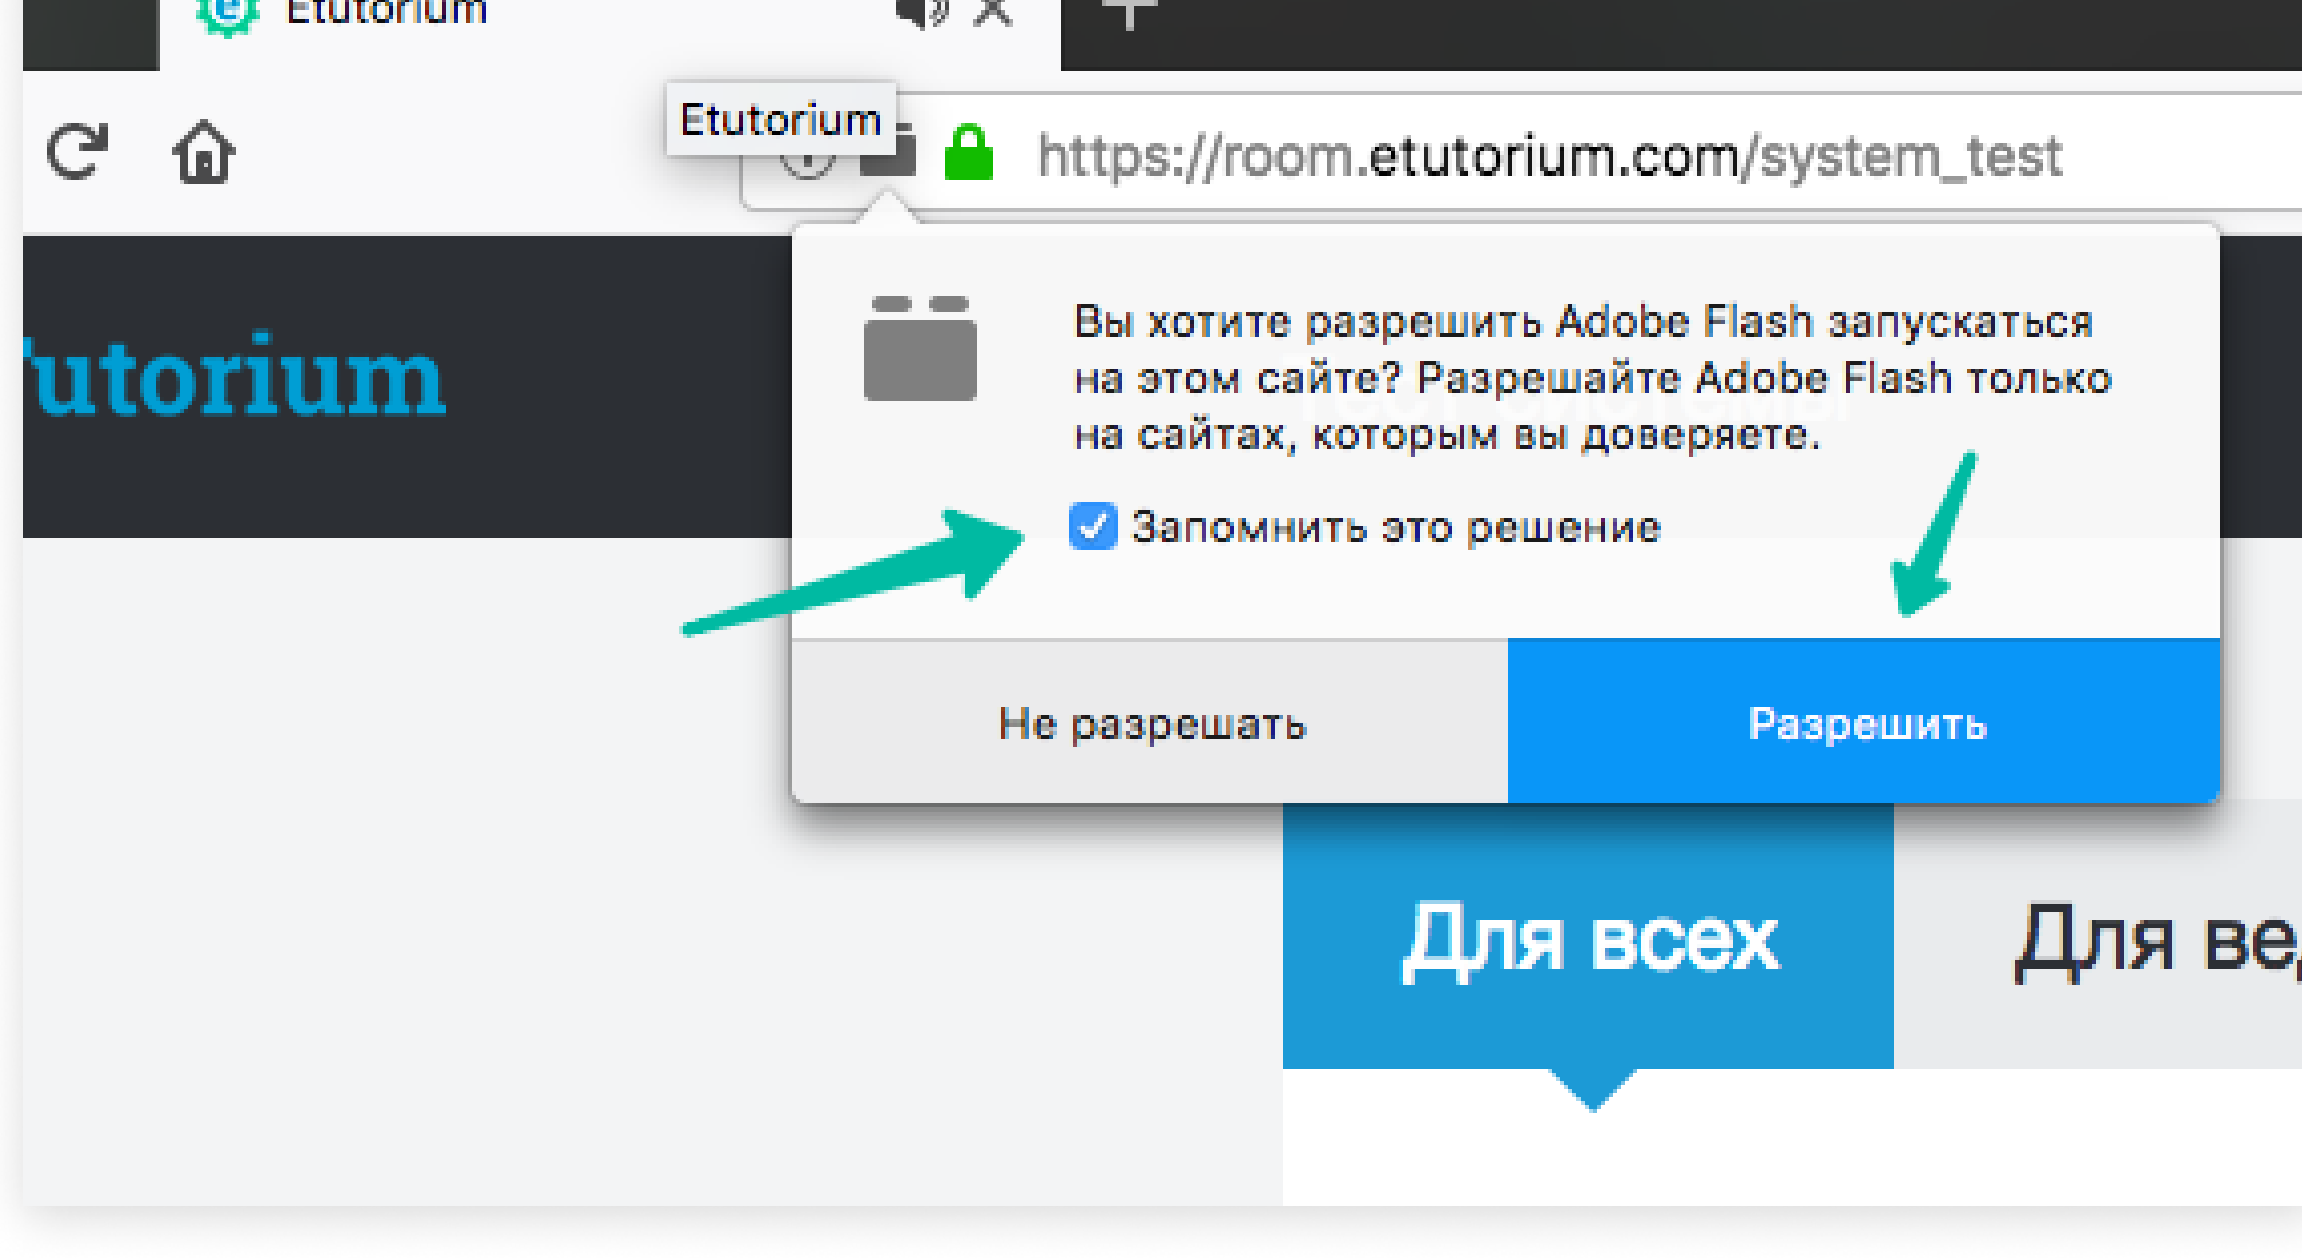 Etutorium
Etutorium
https://room.etutorium.com/system_test
utorium
Вы хотите разрешить Adobe Flash запускаться
на этом сайте? Разрешайте Adobe Flash только
на сайтах, которым вы доверяете.
Запомнить это решение
Не разрешать
Разрешить
Для всех
Для ве